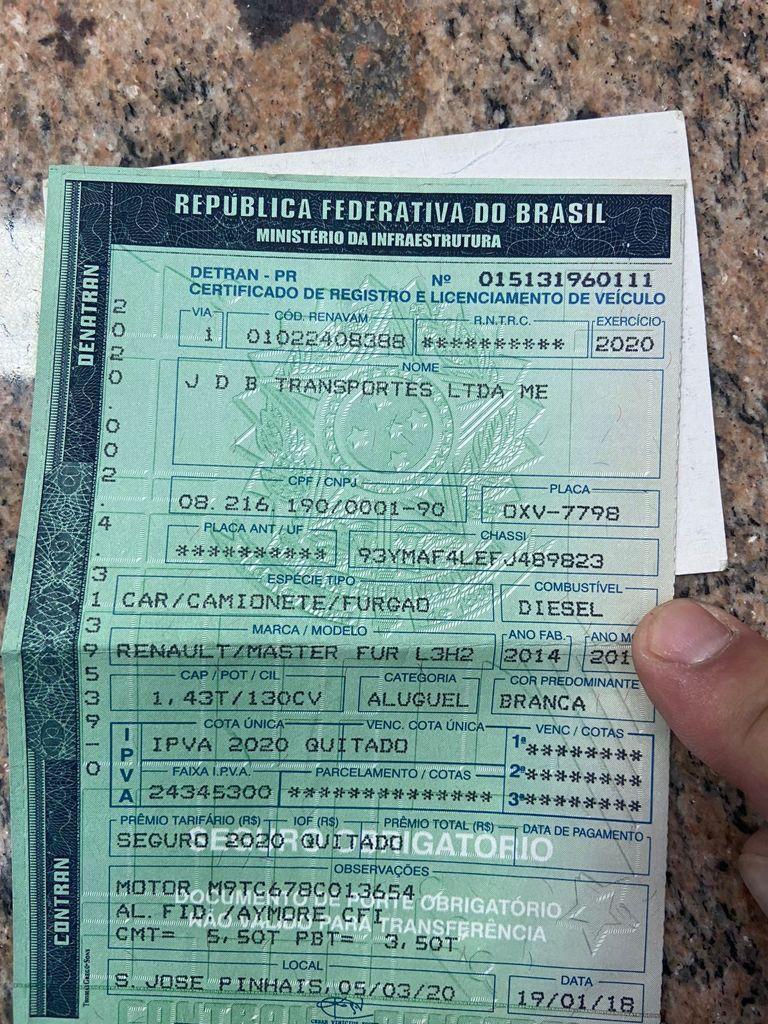 REPÚBLICA FEDERATIVA DO BRASIL
MINISTÉRIO DA INFRAESTRUTURA
DENATRAN
CONTRAN
2020.002.4.3139539-0
DETRAN - PR Nº 015131960111
CERTIFICADO DE REGISTRO E LICENCIAMENTO DE VEÍCULO
VIA CÓD. RENAVAM R.N.T.R.C. EXERCÍCIO
1 01022408388 ********** 2020
NOME
J D B TRANSPORTES LTDA ME
CPF / CNPJ PLACA
08.216.190/0001-90 OXV-7798
PLACA ANT / UF CHASSI
********** 93YMAF4LEFJ489823
ESPÉCIE TIPO COMBUSTÍVEL
CAR/CAMIONETE/FURGAO DIESEL
MARCA / MODELO ANO FAB. ANO
RENAULT/MASTER FUR L3H2 2014
CAP / POT / CIL CATEGORIA COR PREDOMINANTE
1,43T/130CV ALUGUEL BRANCA
IPVA
COTA ÚNICA VENC. COTA ÚNICA VENC / COTAS
IPVA 2020 QUITADO 1ª ********
FAIXA I.P.V.A. PARCELAMENTO / COTAS 2ª ********
24345300 ************** 3ª ********
PRÊMIO TARIFÁRIO (R$) IOF (R$) PRÊMIO TOTAL (R$) DATA DE PAGAMENTO
SEGURO 2020 QUITADO
SEGURO OBRIGATÓRIO
OBSERVAÇÕES
MOTOR M9TC678C013654
DOCUMENTO DE PORTE OBRIGATÓRIO
AL. FID./AYMORE CFI
NÃO VÁLIDO PARA TRANSFERÊNCIA
CMT= 5,50T PBT= 3,50T
LOCAL DATA
S. JOSE PINHAIS, 05/03/20 19/01/18